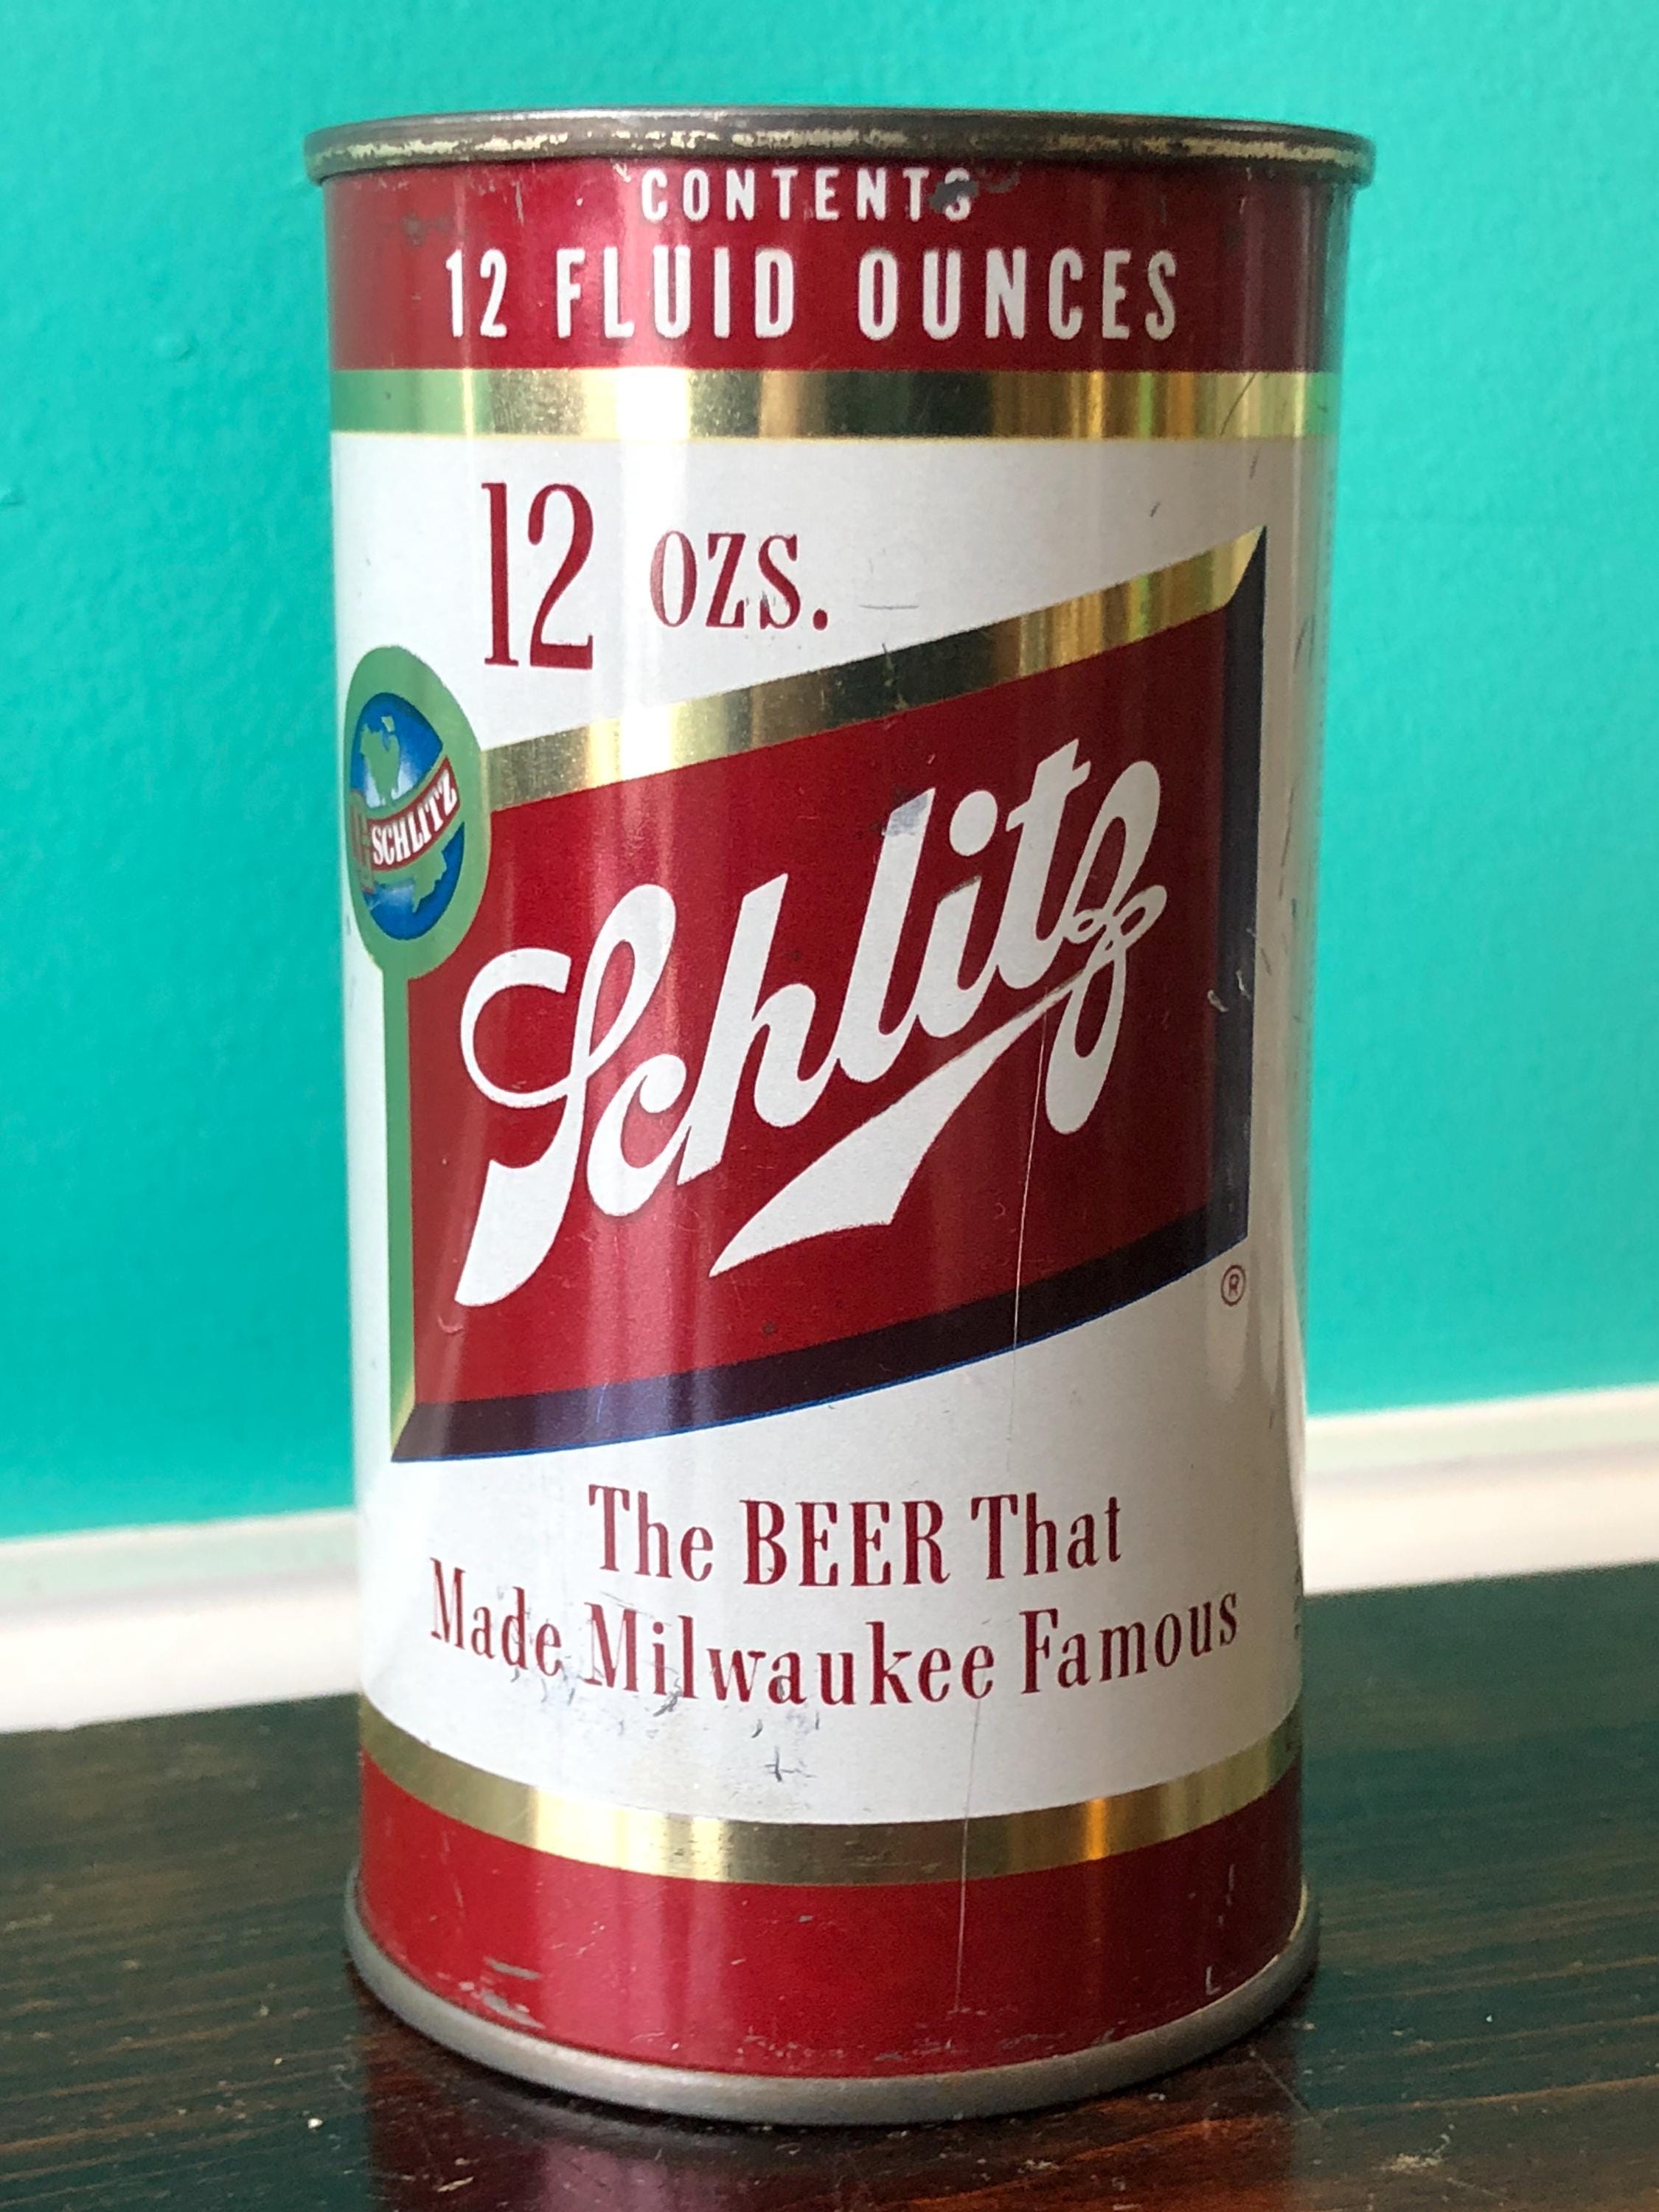 CONTENTS
12 FLUID OUNCES
12 OZS.
SCHLITZ
Schlitz
®
The BEER That
Made Milwaukee Famous